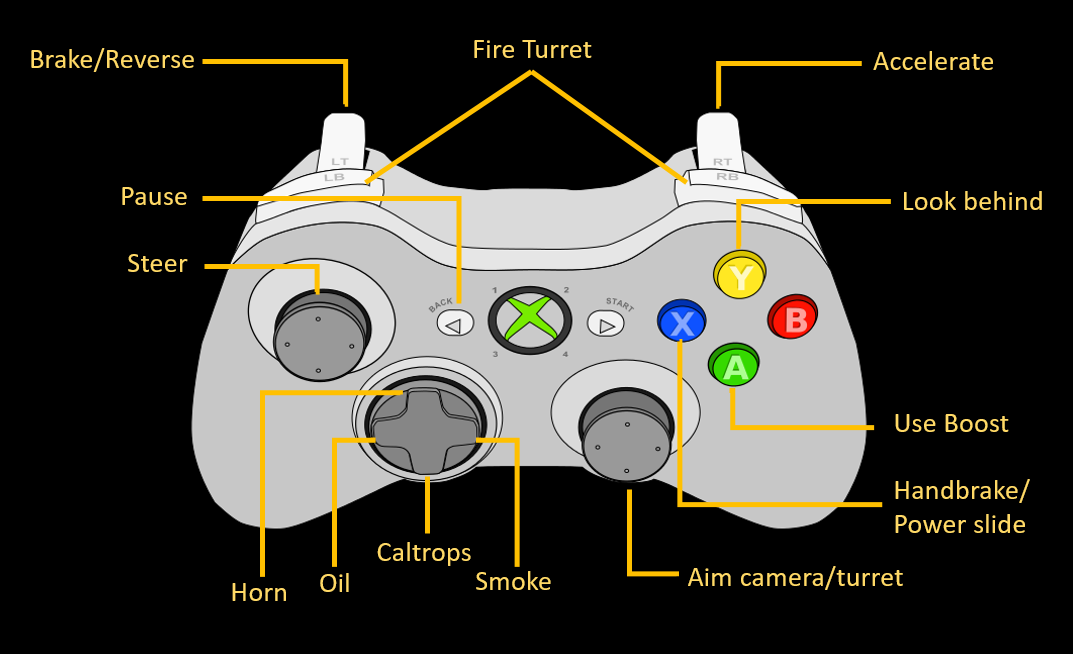 Fire Turret
Brake/Reverse
Accelerate
LT
RT
LB
RB
Pause
Look behind
Steer
Y
BACK
1
2
START
X
B
3
4
A
Use Boost
Handbrake/
Power slide
Caltrops
Aim camera/turret
Smoke
Oil
Horn